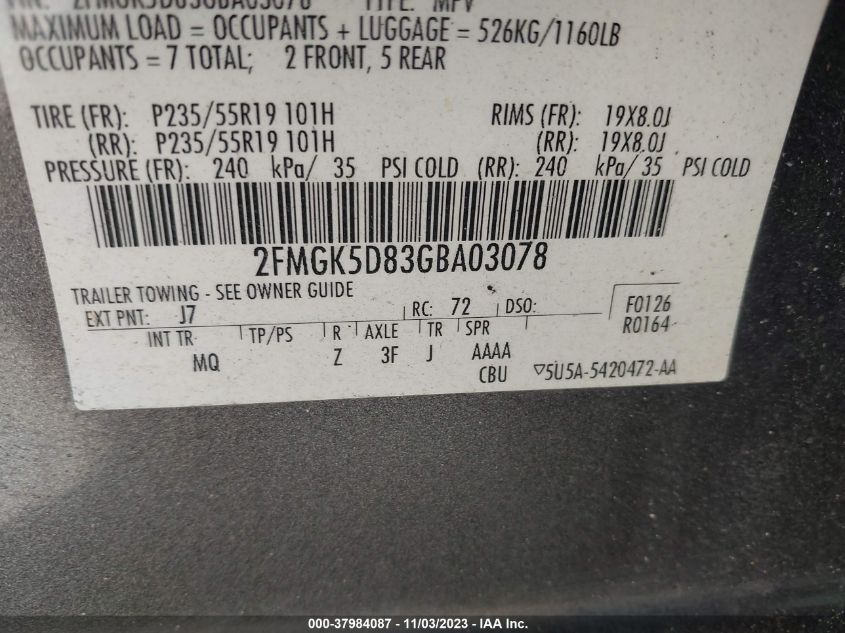 2FMGK5D83GBA03078 TYPE: MPV
MAXIMUM LOAD = OCCUPANTS + LUGGAGE = 526KG/1160LB
OCCUPANTS = 7 TOTAL; 2 FRONT, 5 REAR
TIRE (FR): P235/55R19 101H RIMS (FR): 19X8.0J
(RR): P235/55R19 101H (RR): 19X8.0J
PRESSURE (FR): 240 kPa/ 35 PSI COLD (RR): 240 kPa/ 35 PSI COLD
2FMGK5D83GBA03078
TRAILER TOWING - SEE OWNER GUIDE
EXT PNT: J7 RC: 72 DSO: F0126
R0164
INT TR TP/PS R AXLE TR SPR
MQ Z 3F J AAAA
CBU ▽5U5A-5420472-AA
000-37984087 - 11/03/2023 - IAA Inc.